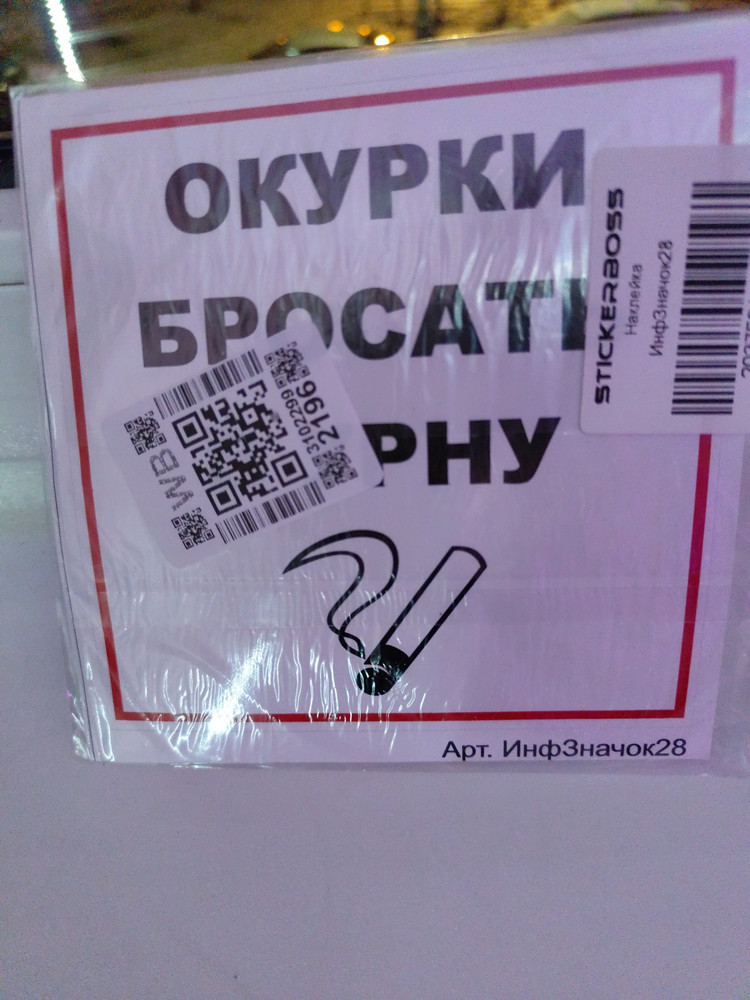 ОКУРКИ
БРОСАТЬ
РНУ
Арт. ИнфЗначок28
STICKERBOSS
Наклейка
ИнфЗначок28
WB
3102299
2196